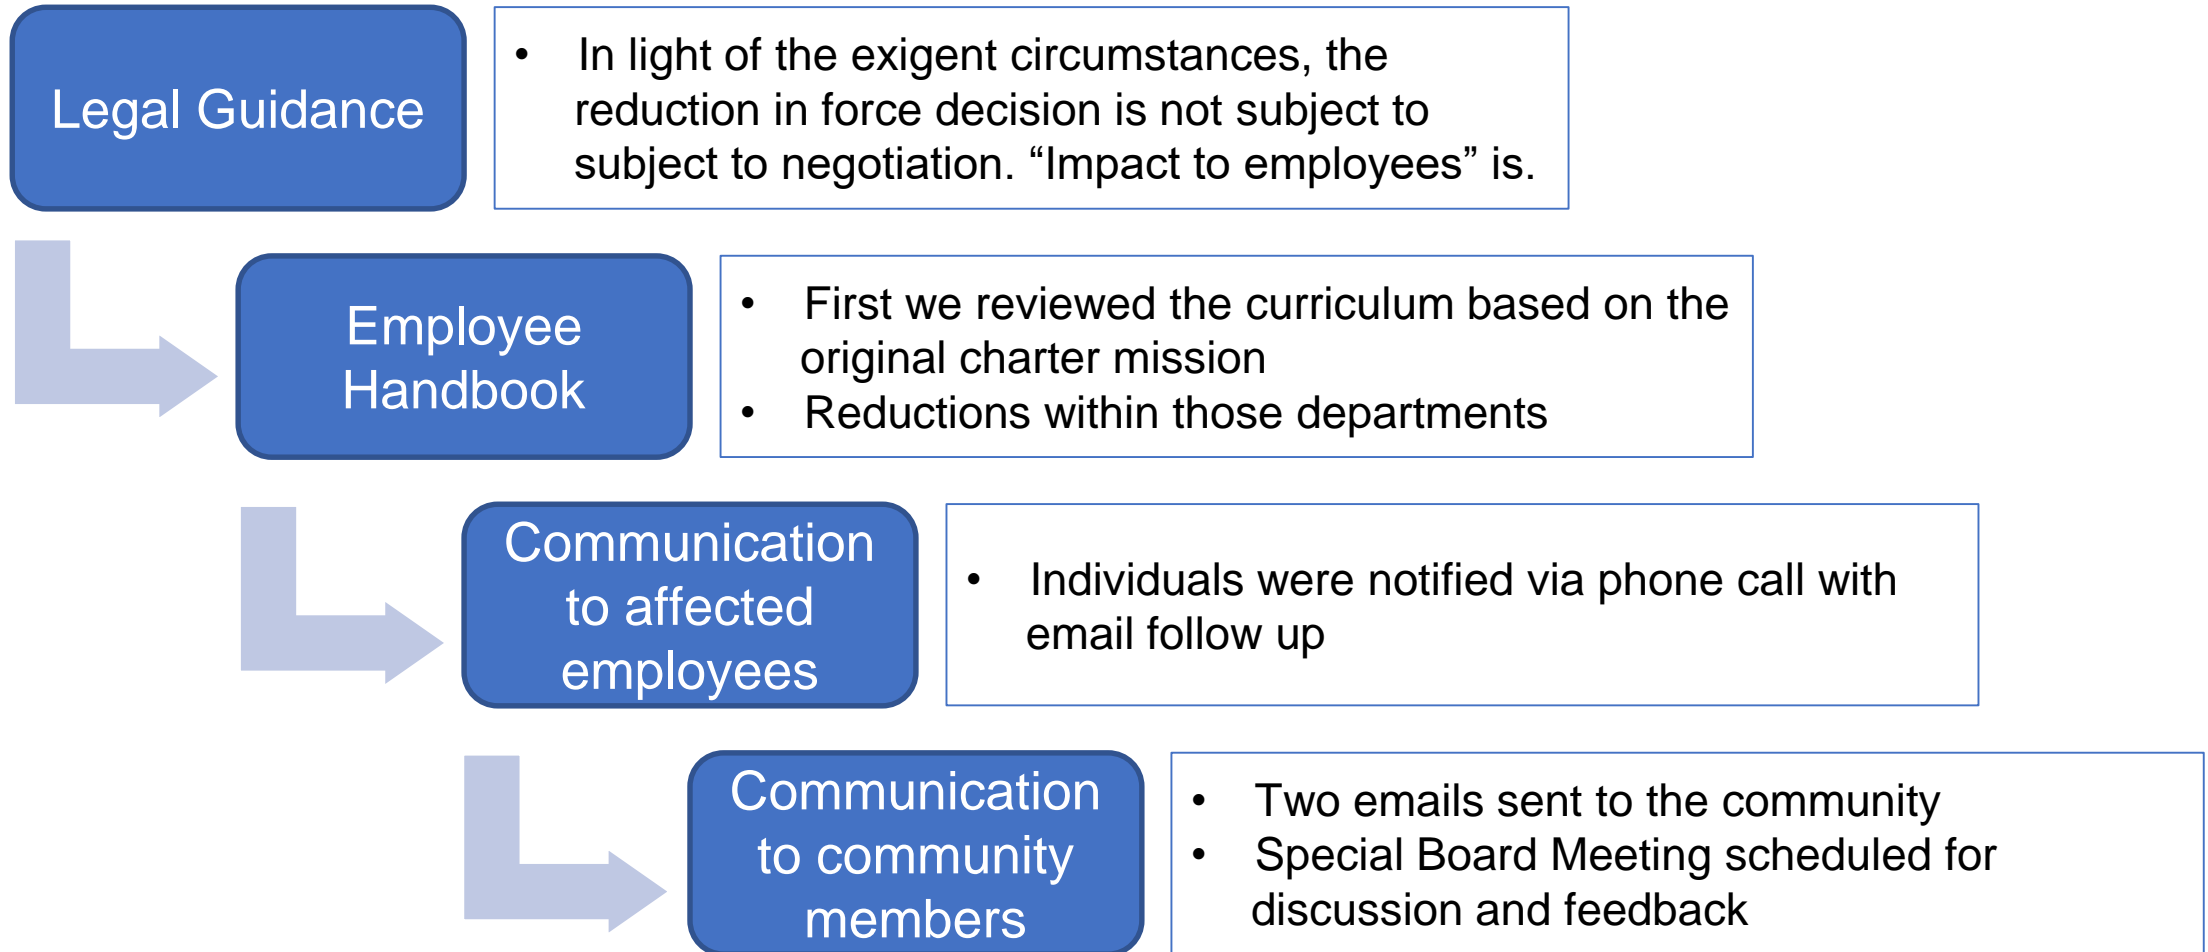 Legal Guidance
• In light of the exigent circumstances, the
reduction in force decision is not subject to
subject to negotiation. “Impact to employees” is.
Employee
Handbook
• First we reviewed the curriculum based on the
original charter mission
• Reductions within those departments
Communication
to affected
employees
• Individuals were notified via phone call with
email follow up
Communication
to community
members
• Two emails sent to the community
• Special Board Meeting scheduled for
discussion and feedback